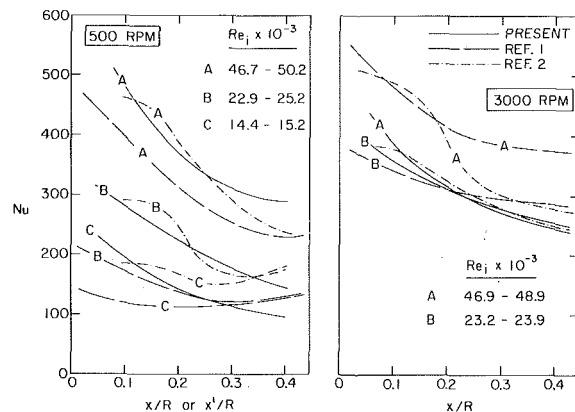 500 RPM
Re_i x 10^-3
A 46.7 - 50.2
B 22.9 - 25.2
C 14.4 - 15.2
A
A
A
B
B
B
C
C
C
600
500
400
300
200
100
0
Nu
0 0.1 0.2 0.3 0.4
x/R or x'/R
PRESENT
REF. 1
REF. 2
3000 RPM
A
A
A
B
B
Re_i x 10^-3
A 46.9 - 48.9
B 23.2 - 23.9
0 0.1 0.2 0.3 0.4
x/R